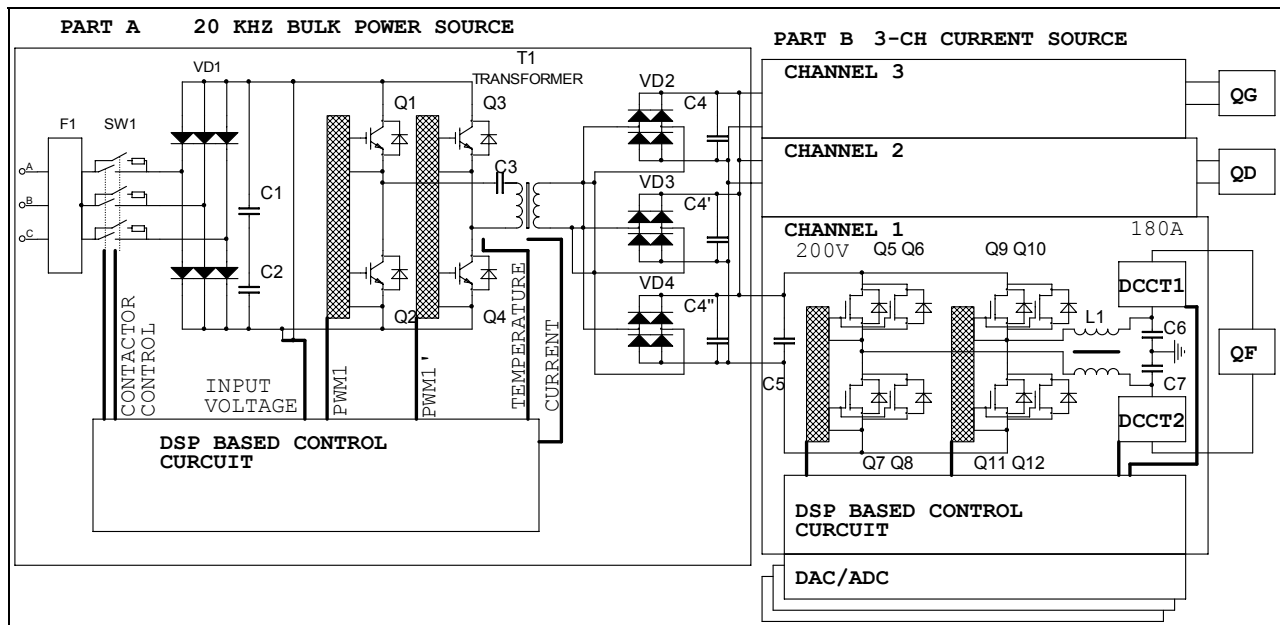 PART A 20 KHZ BULK POWER SOURCE
PART B 3-CH CURRENT SOURCE
T1
TRANSFORMER
VD1
F1
SW1
A
B
C
C1
C2
Q1
Q3
Q2
Q4
C3
VD2
C4
VD3
C4'
VD4
C4"
CONTACTOR
CONTROL
INPUT
VOLTAGE
PWM1
PWM1'
TEMPERATURE
CURRENT
DSP BASED CONTROL
CURCUIT
CHANNEL 3
QG
CHANNEL 2
QD
CHANNEL 1
200V
180A
Q5 Q6
Q9 Q10
DCCT1
L1
C6
C5
C7
QF
DCCT2
Q7 Q8
Q11 Q12
DSP BASED CONTROL
CURCUIT
DAC/ADC